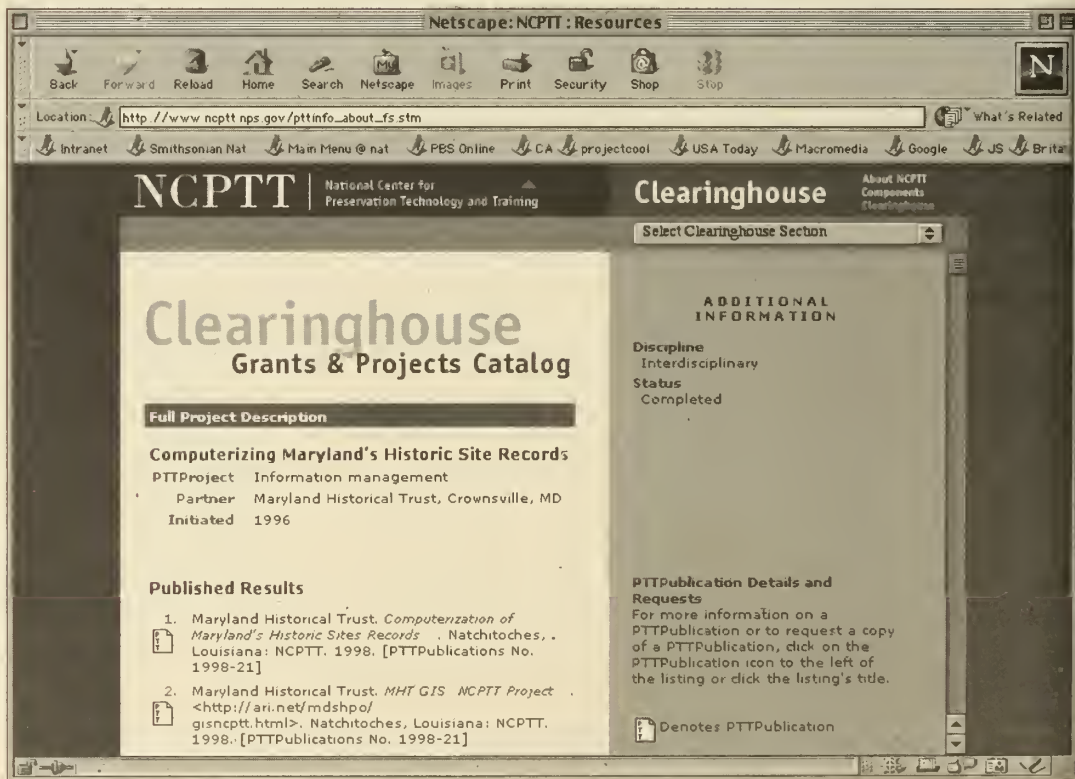 Netscape: NCPTT : Resources
Back Forward Reload Home Search Netscape Images Print Security Shop Stop
N
Location: http://www ncptt nps.gov/pttinfo_about_fs.stm What's Related
Intranet Smithsonian Nat Main Menu @ nat PBS Online CA projectcool USA Today Macromedia Google JS Brita
NCPTT
National Center for
Preservation Technology and Training
Clearinghouse
About NCPTT
Components
Clearinghouse
Select Clearinghouse Section
Clearinghouse
Grants & Projects Catalog
Full Project Description
Computerizing Maryland's Historic Site Records
PTTProject Information management
Partner Maryland Historical Trust, Crownsville, MD
Initiated 1996
Published Results
1. Maryland Historical Trust. Computerization of
Maryland's Historic Sites Records . Natchitoches,
Louisiana: NCPTT. 1998. [PTTPublications No.
1998-21]
2. Maryland Historical Trust. MHT GIS NCPTT Project .
<http://ari.net/mdshpo/
gisncptt.html>. Natchitoches, Louisiana: NCPTT.
1998. [PTTPublications No. 1998-21]
ADDITIONAL
INFORMATION
Discipline
Interdisciplinary
Status
Completed
PTTPublication Details and
Requests
For more information on a
PTTPublication or to request a copy
of a PTTPublication, click on the
PTTPublication icon to the left of
the listing or click the listing's title.
Denotes PTTPublication